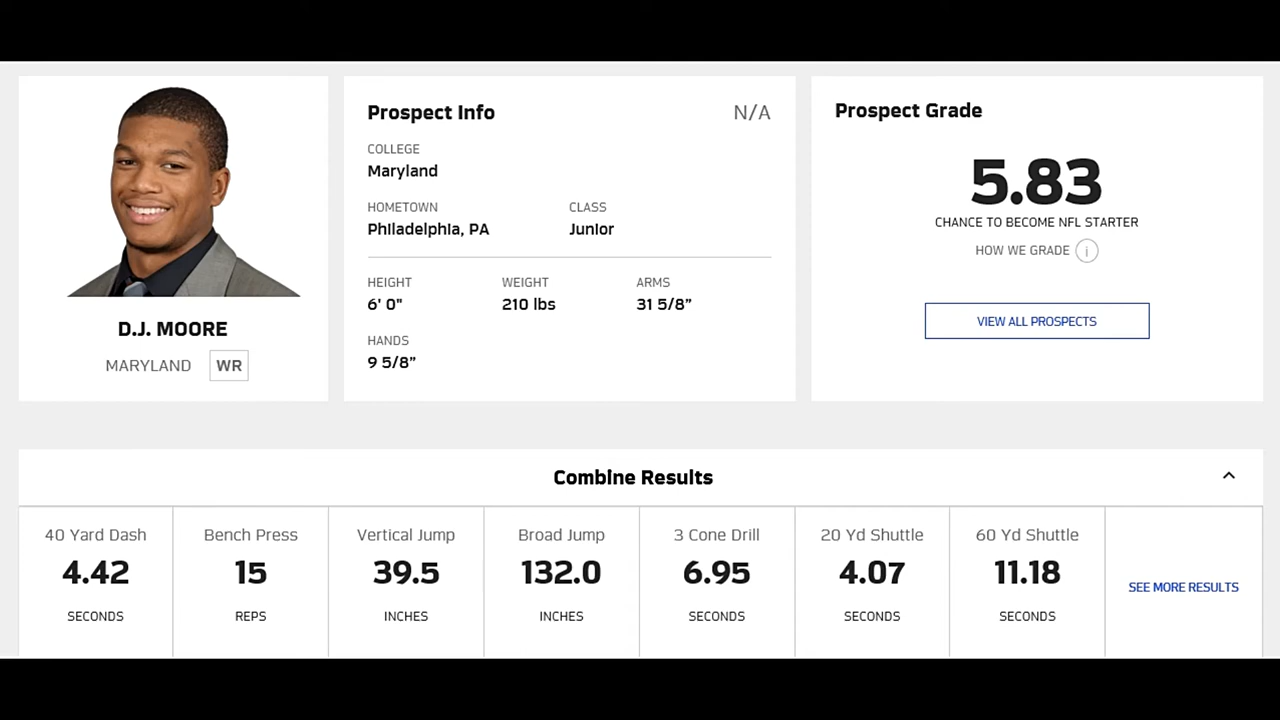 D.J. MOORE
MARYLAND WR
Prospect Info N/A
COLLEGE
Maryland
HOMETOWN CLASS
Philadelphia, PA Junior
HEIGHT WEIGHT ARMS
6' 0" 210 lbs 31 5/8”
HANDS
9 5/8”
Prospect Grade
5.83
CHANCE TO BECOME NFL STARTER
HOW WE GRADE i
VIEW ALL PROSPECTS
Combine Results
40 Yard Dash Bench Press Vertical Jump Broad Jump 3 Cone Drill 20 Yd Shuttle 60 Yd Shuttle
4.42 15 39.5 132.0 6.95 4.07 11.18
SEE MORE RESULTS
SECONDS REPS INCHES INCHES SECONDS SECONDS SECONDS